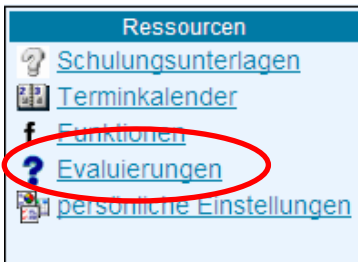 Ressourcen
Schulungsunterlagen
Terminkalender
Funktionen
Evaluierungen
persönliche Einstellungen